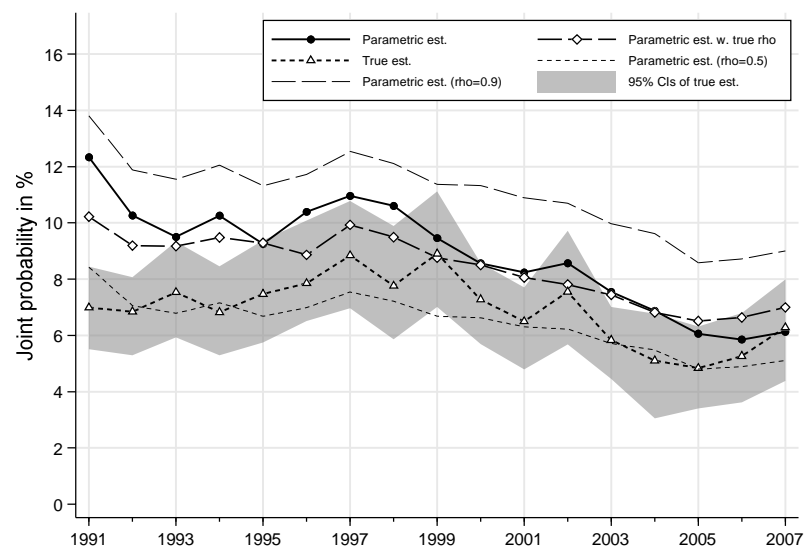 Parametric est.
True est.
Parametric est. (rho=0.9)
Parametric est. w. true rho
Parametric est. (rho=0.5)
95% CIs of true est.
Joint probability in %
16
14
12
10
8
6
4
2
0
1991 1993 1995 1997 1999 2001 2003 2005 2007